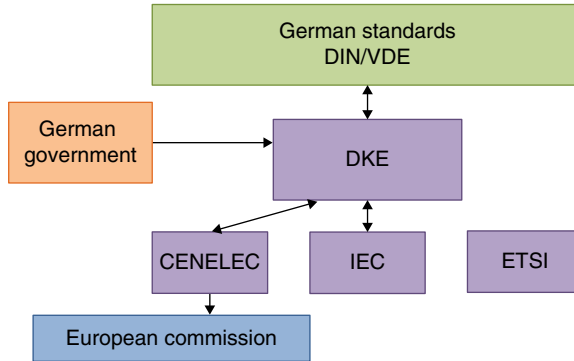 German standards
DIN/VDE
German
government
DKE
CENELEC
IEC
ETSI
European commission